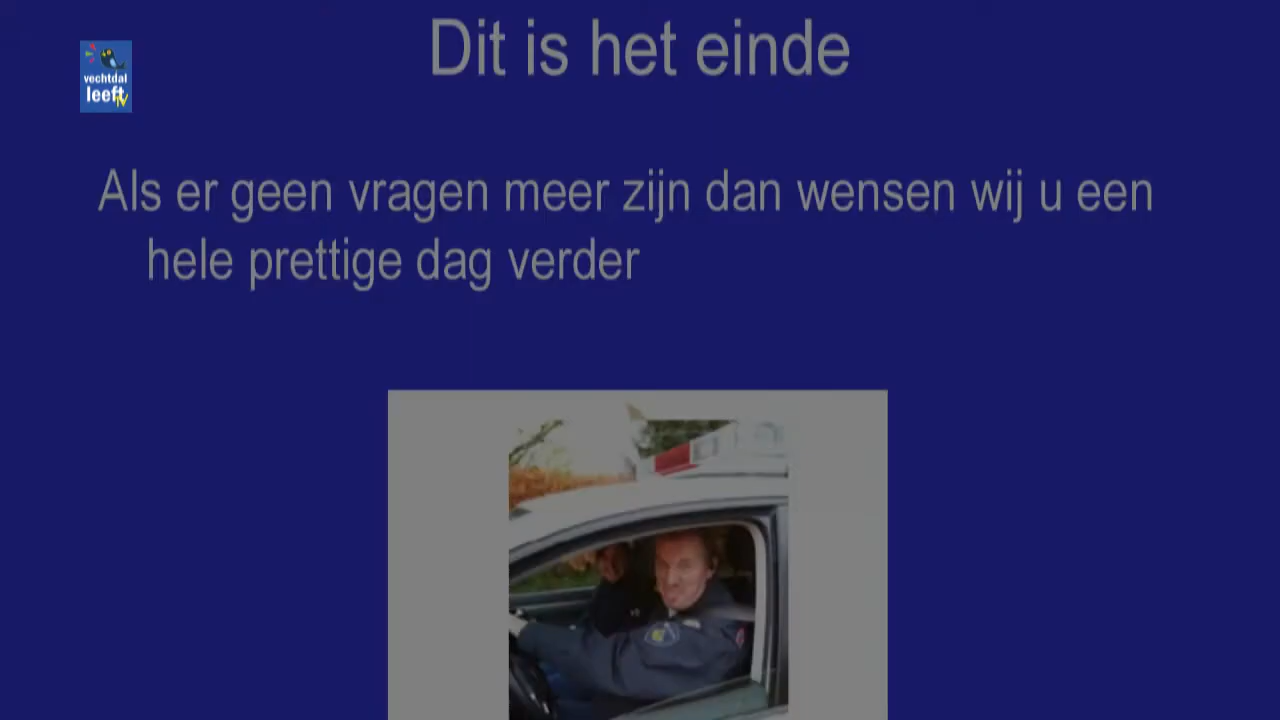 Dit is het einde
vechtdal
leeft
TV
Als er geen vragen meer zijn dan wensen wij u een
hele prettige dag verder